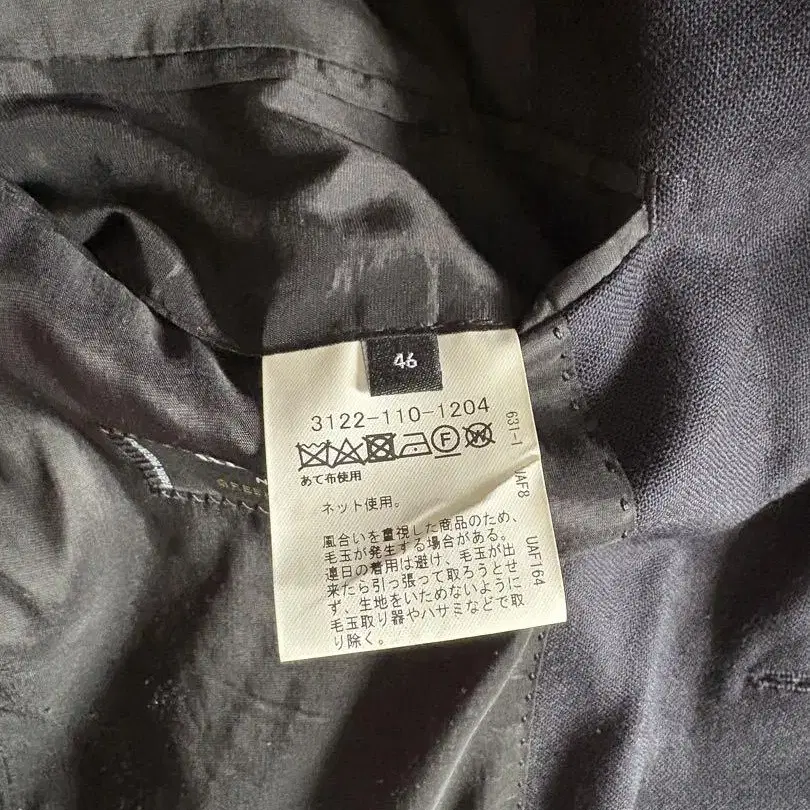 46
3122-110-1204
F
W
あて布使用
ネット使用。
風合いを重視した商品のため、
毛玉が発生する場合がある。
連日の着用は避け、毛玉が出
来たら引っ張って取ろうとせ
ず、生地をいためないように
毛玉取り器やハサミなどで取
り除く。
631-1
UAF8
UAF164